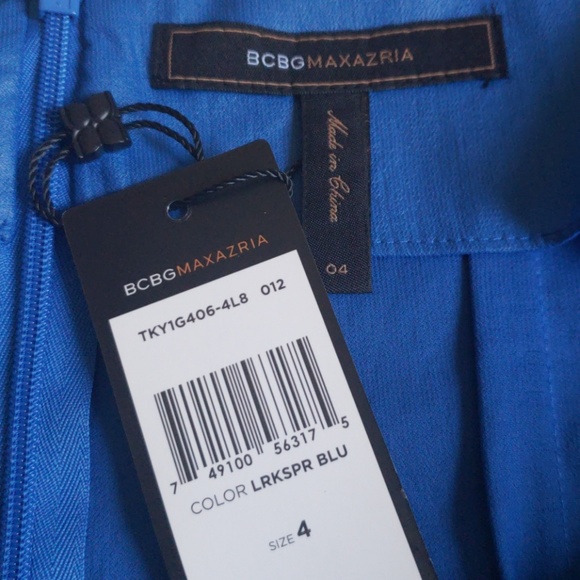 BCBGMAXAZRIA
Made in China
04
BCBGMAXAZRIA
TKY1G406-4L8 012
7 49100 56317 5
COLOR LRKSPR BLU
SIZE 4